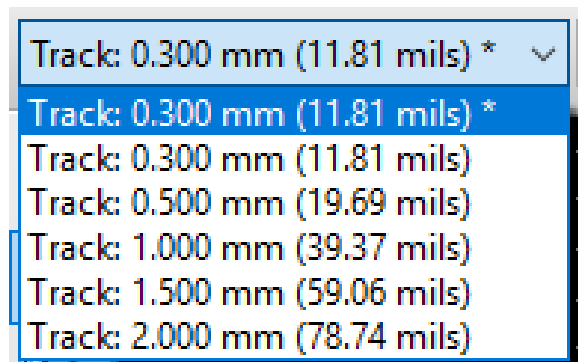 Track: 0.300 mm (11.81 mils) *
Track: 0.300 mm (11.81 mils) *
Track: 0.300 mm (11.81 mils)
Track: 0.500 mm (19.69 mils)
Track: 1.000 mm (39.37 mils)
Track: 1.500 mm (59.06 mils)
Track: 2.000 mm (78.74 mils)